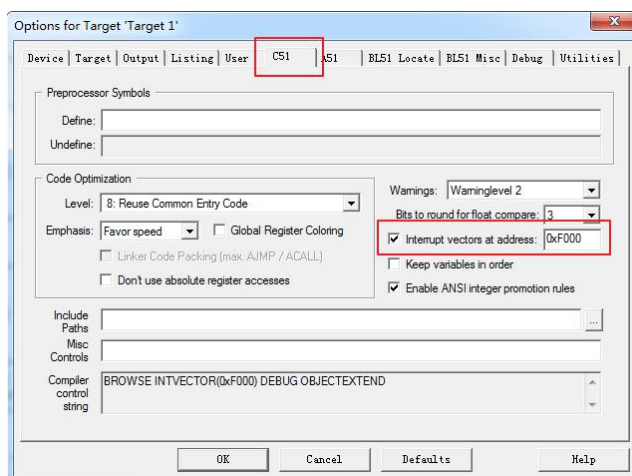 Options for Target 'Target 1'
Device Target Output Listing User C51 A51 BL51 Locate BL51 Misc Debug Utilities
Preprocessor Symbols
Define:
Undefine:
Code Optimization
Level: 8: Reuse Common Entry Code
Emphasis: Favor speed Global Register Coloring
Linker Code Packing (max. AJMP / ACALL)
Don't use absolute register accesses
Warnings: Warninglevel 2
Bits to round for float compare: 3
Interrupt vectors at address: 0xF000
Keep variables in order
Enable ANSI integer promotion rules
Include
Paths
...
Misc
Controls
Compiler
control
string
BROWSE INTVECTOR(0xF000) DEBUG OBJECTEXTEND
OK Cancel Defaults Help